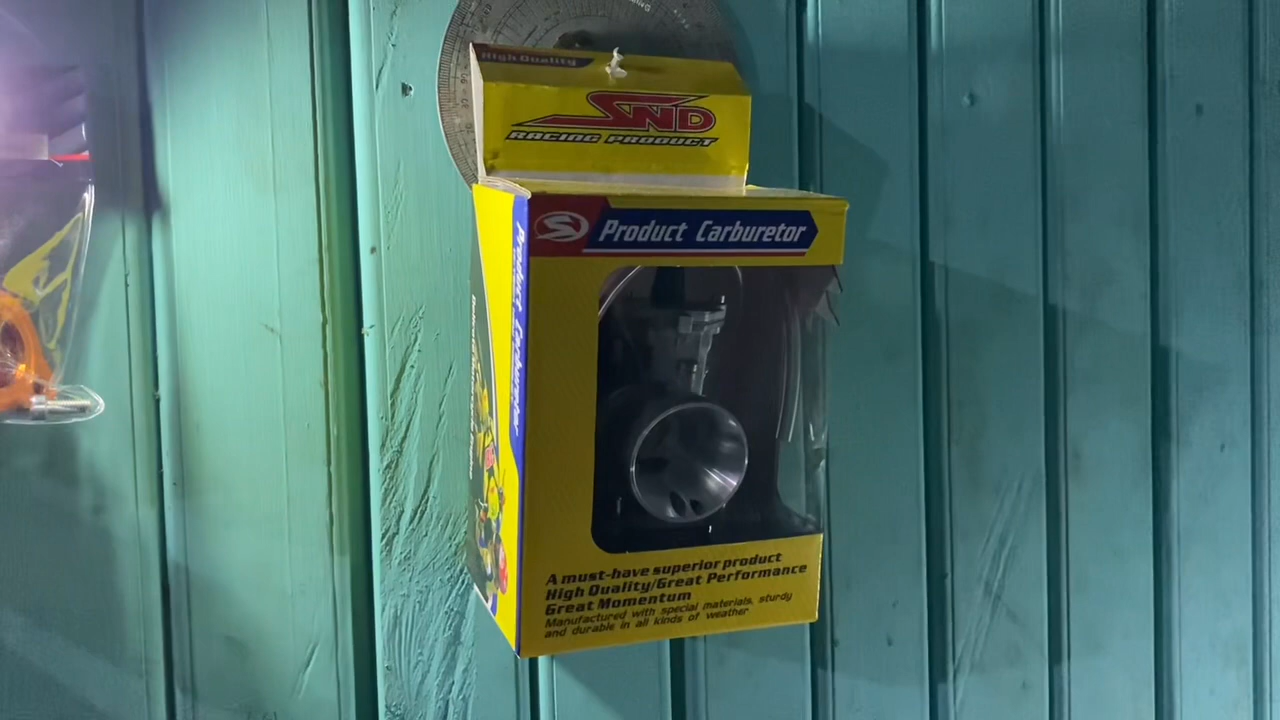 High Quality
SND
RACING PRODUCT
Product Carburetor
Product Carburetor
A must-have superior product
High Quality/Great Performance
Great Momentum
Manufactured with special materials, sturdy
and durable in all kinds of weather